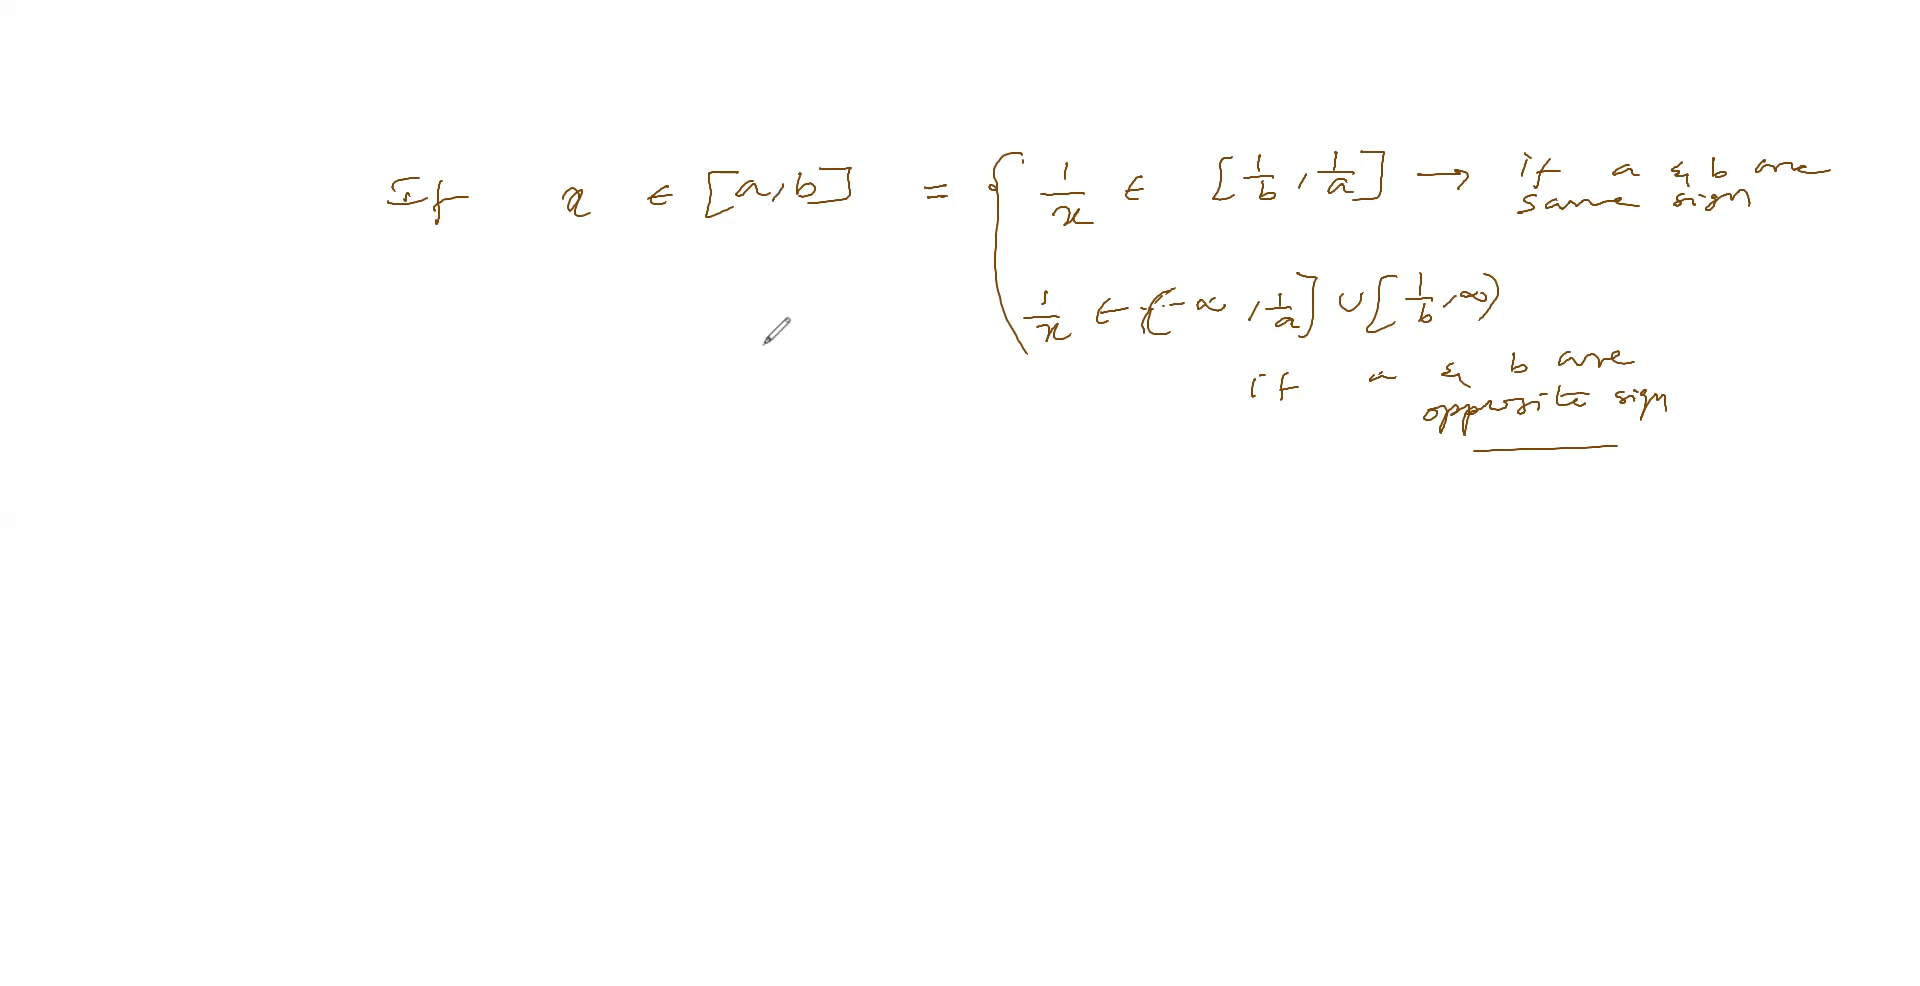 If x ∈ [a, b] = { 1/x ∈ [1/b, 1/a] → if a & b are
same sign
1/x ∈ (-∞, 1/a] ∪ [1/b, ∞)
if a & b are
opposite sign